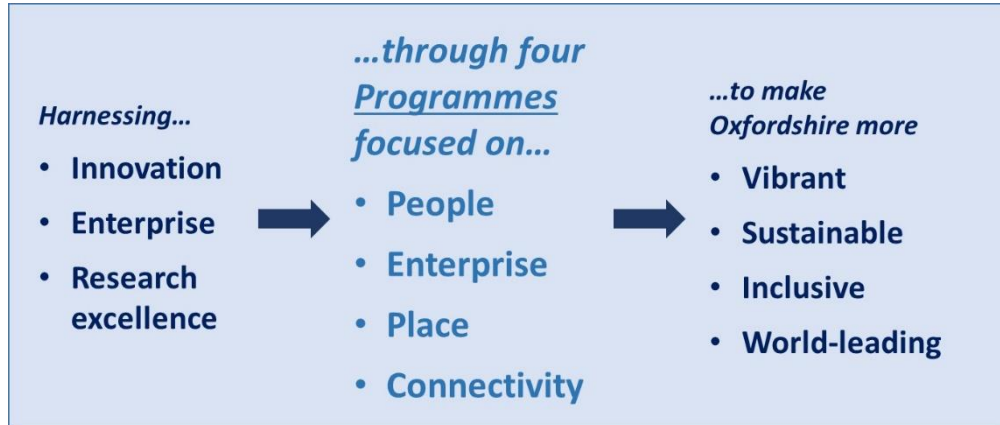 Harnessing...
• Innovation
• Enterprise
• Research
excellence
...through four
Programmes
focused on...
• People
• Enterprise
• Place
• Connectivity
...to make
Oxfordshire more
• Vibrant
• Sustainable
• Inclusive
• World-leading